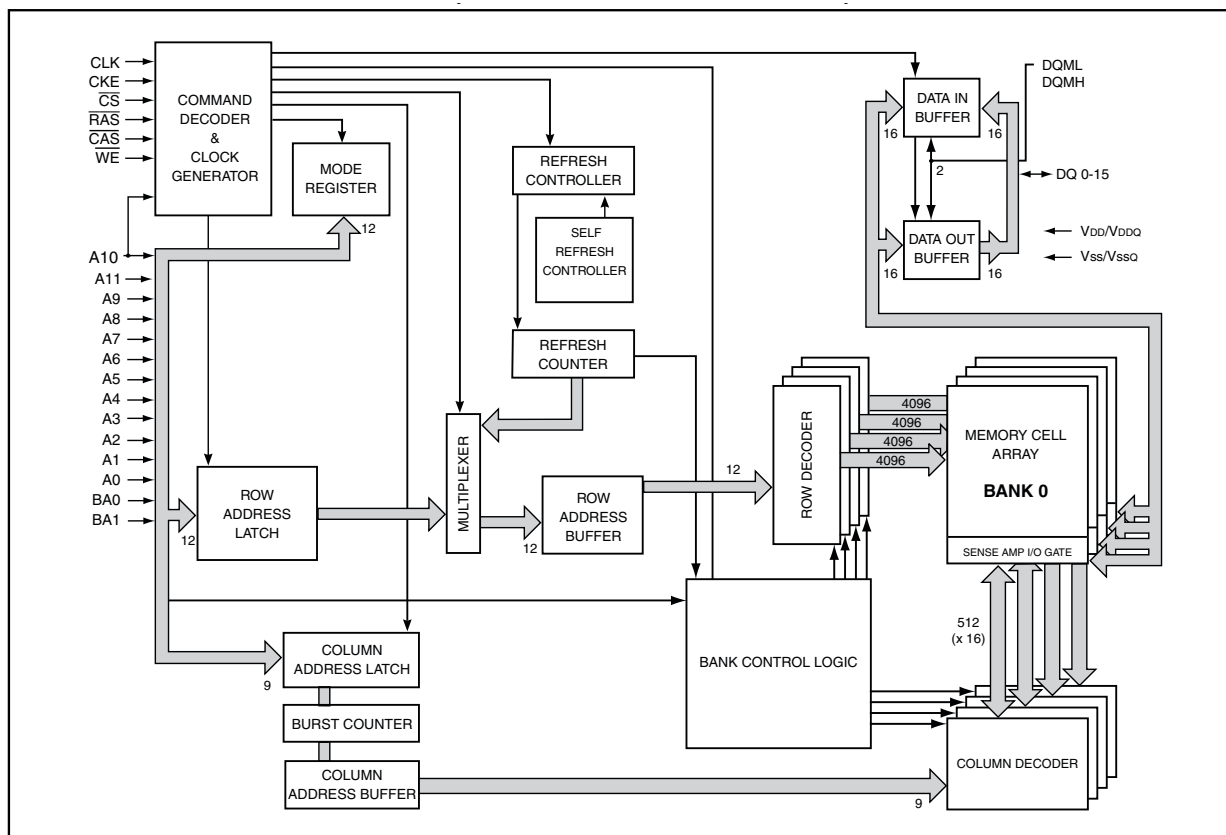 CLK
CKE
CS
RAS
CAS
WE
A10
A11
A9
A8
A7
A6
A5
A4
A3
A2
A1
A0
BA0
BA1
COMMAND
DECODER
&
CLOCK
GENERATOR
MODE
REGISTER
12
REFRESH
CONTROLLER
SELF
REFRESH
CONTROLLER
REFRESH
COUNTER
DATA IN
BUFFER
16
16
DQML
DQMH
2
DQ 0-15
DATA OUT
BUFFER
16
16
VDD/VDDQ
Vss/VssQ
12
ROW
ADDRESS
LATCH
MULTIPLEXER
12
ROW
ADDRESS
BUFFER
12
ROW DECODER
4096
4096
4096
4096
MEMORY CELL
ARRAY
BANK 0
SENSE AMP I/O GATE
512
(x 16)
BANK CONTROL LOGIC
9
COLUMN
ADDRESS LATCH
BURST COUNTER
COLUMN
ADDRESS BUFFER
9
COLUMN DECODER